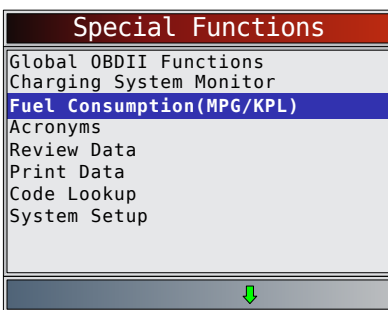 Special Functions
Global OBDII Functions
Charging System Monitor
Fuel Consumption(MPG/KPL)
Acronyms
Review Data
Print Data
Code Lookup
System Setup